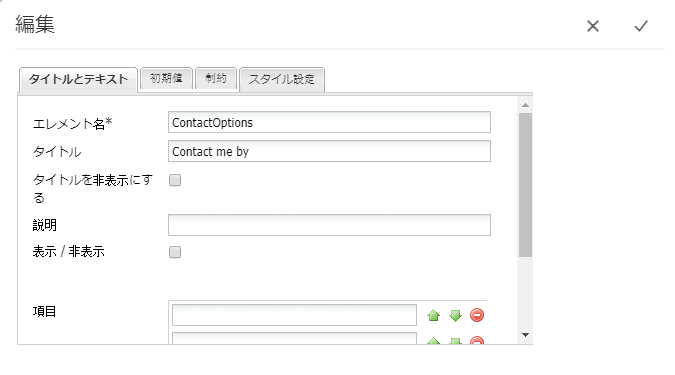 編集
タイトルとテキスト 初期値 制約 スタイル設定
エレメント名* ContactOptions
タイトル Contact me by
タイトルを非表示にす
る
説明
表示 / 非表示
項目